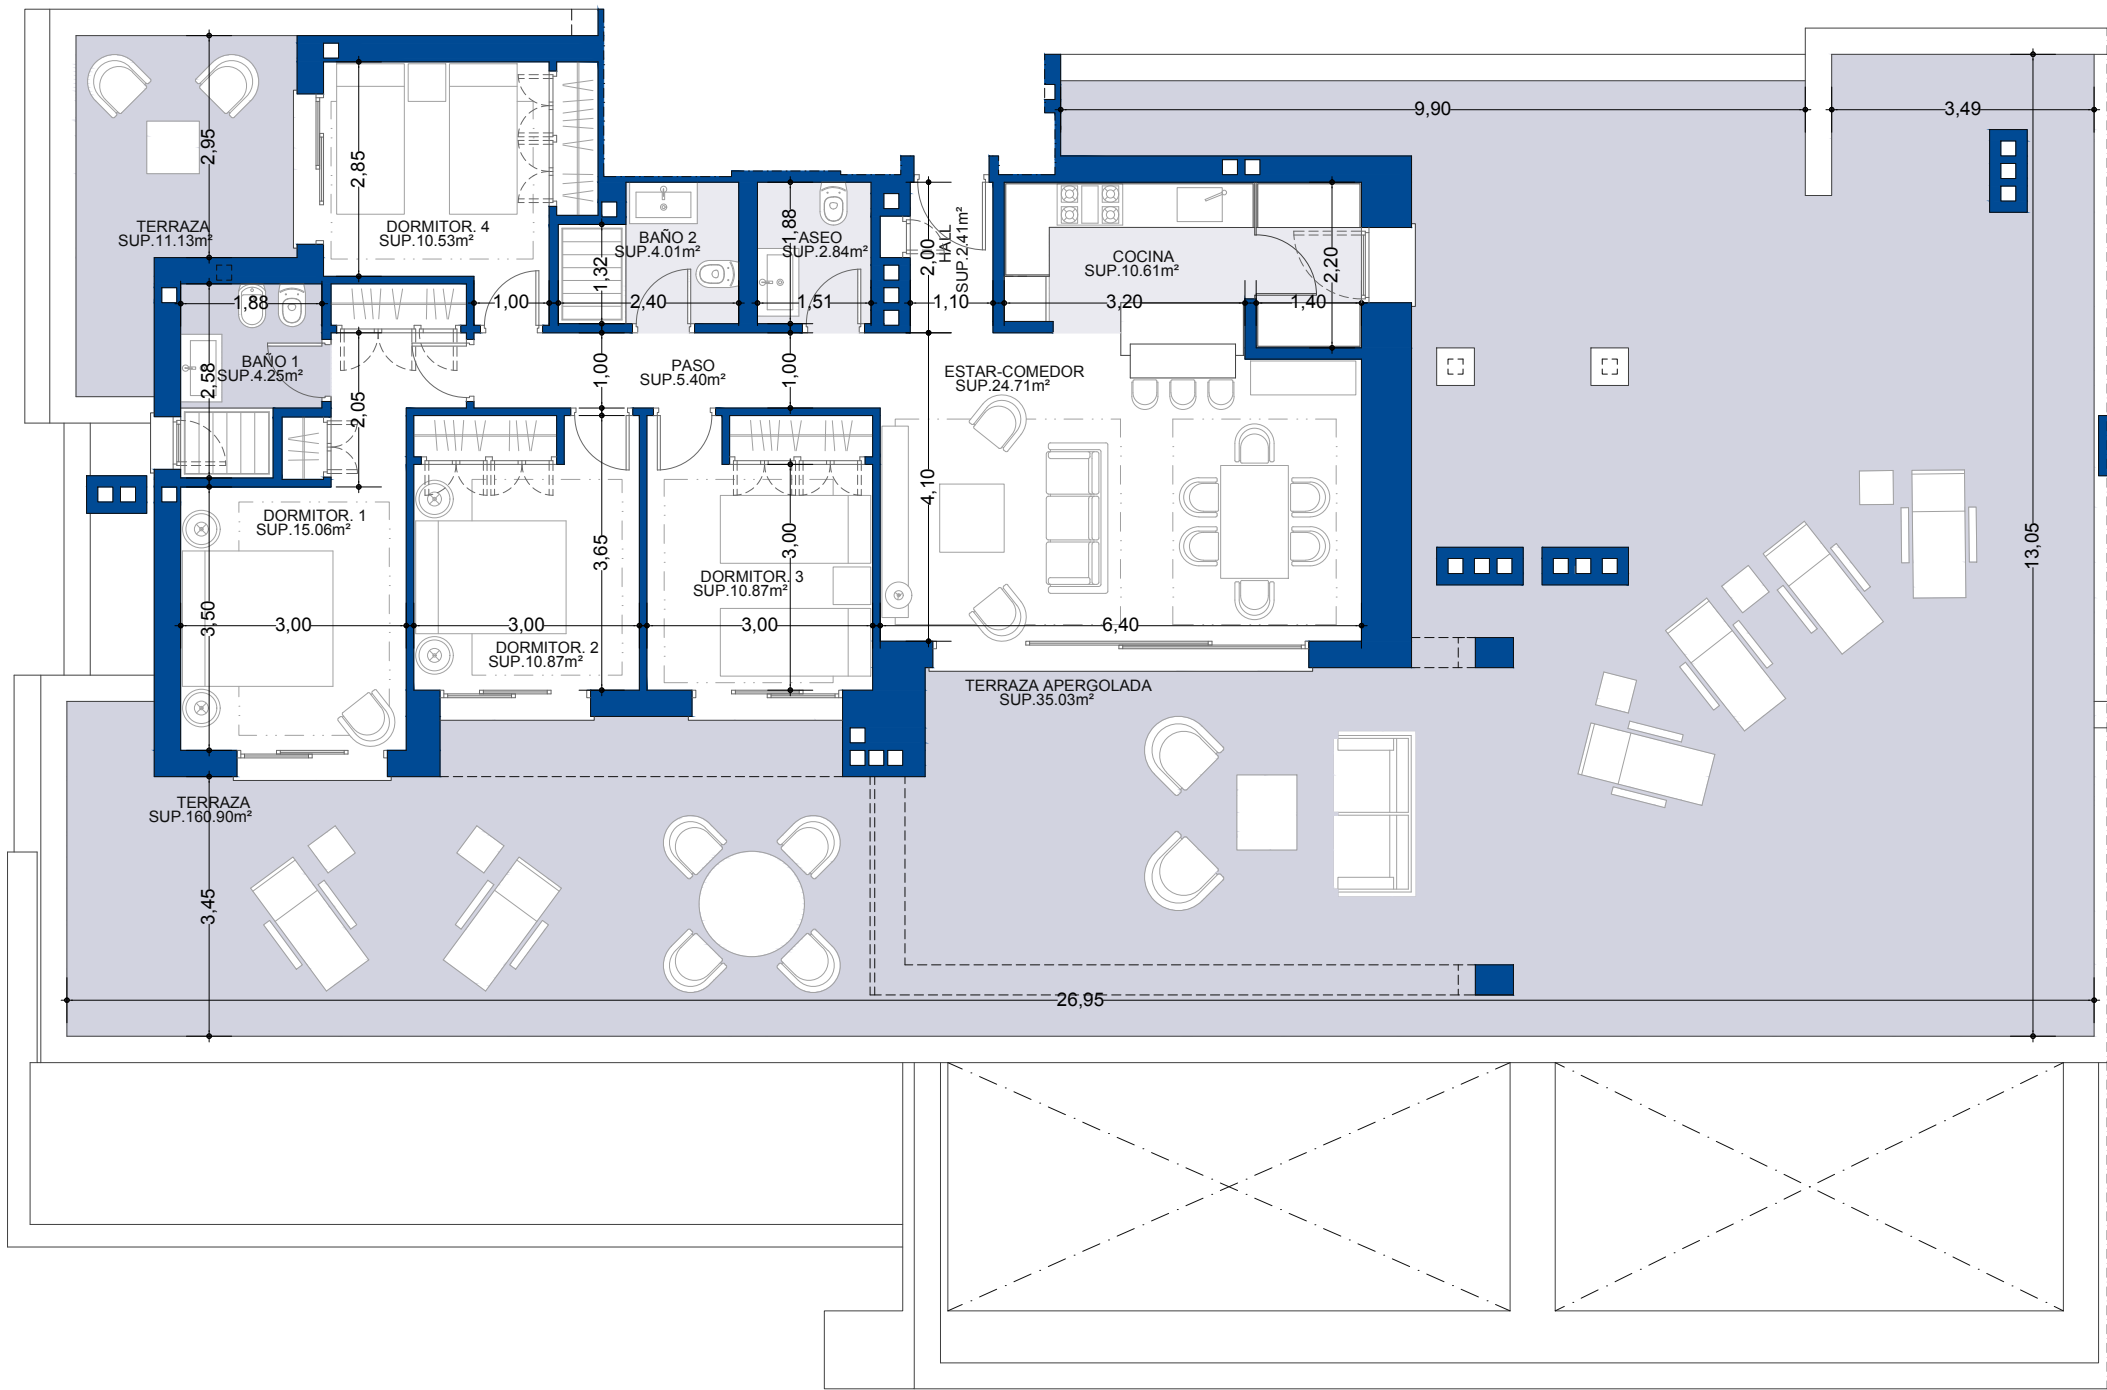 9,90
3,49
2,95
2,85
TERRAZA
SUP.11.13m²
DORMITOR. 4
SUP.10.53m²
BAÑO 2
SUP.4.01m²
1,88
ASEO
SUP.2.84m²
2,00
HALL
SUP.2.41m²
COCINA
SUP.10.61m²
2,20
1,32
1,88
1,00
2,40
1,51
1,10
3,20
1,40
BAÑO 1
SUP.4.25m²
2,58
2,05
1,00
PASO
SUP.5.40m²
1,00
ESTAR-COMEDOR
SUP.24.71m²
4,10
DORMITOR. 1
SUP.15.06m²
3,65
3,00
DORMITOR. 3
SUP.10.87m²
13,05
3,50
3,00
3,00
3,00
6,40
DORMITOR. 2
SUP.10.87m²
TERRAZA APERGOLADA
SUP.35.03m²
TERRAZA
SUP.160.90m²
3,45
26,95